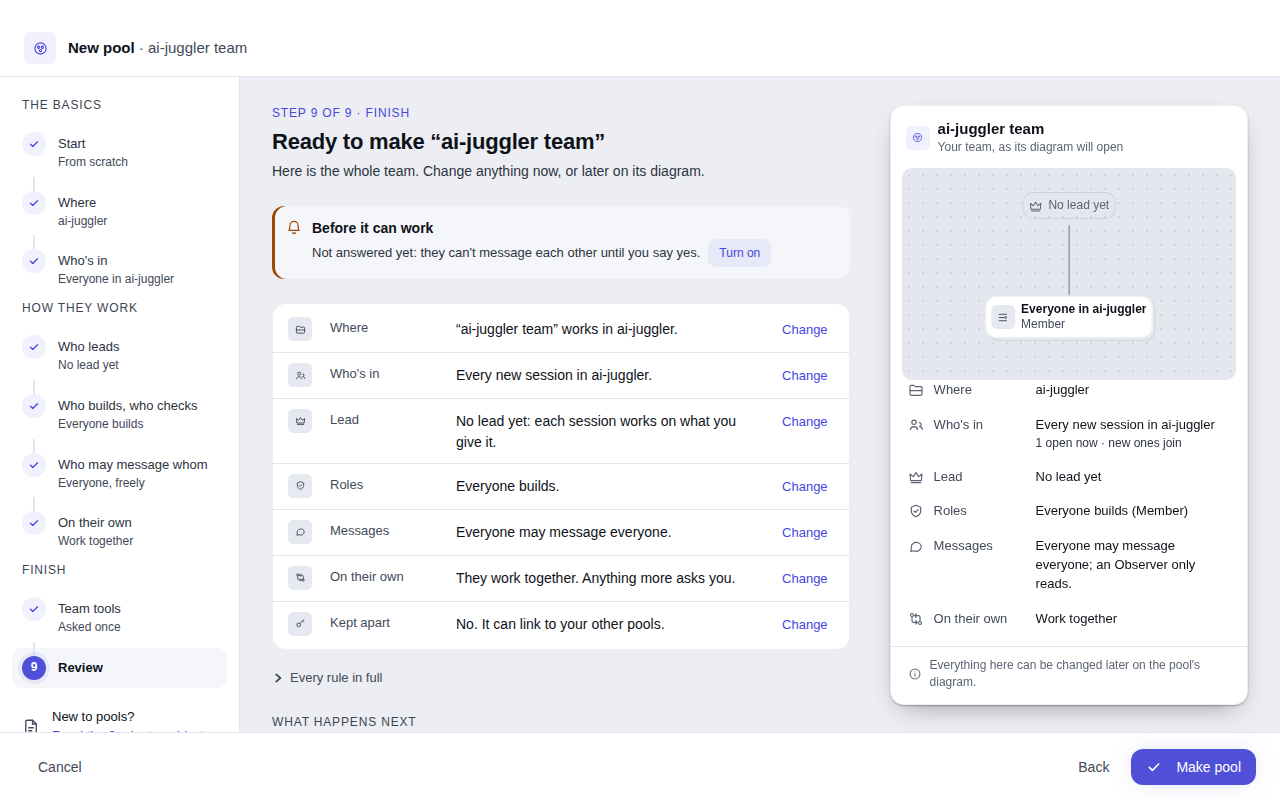 New pool · ai-juggler team
THE BASICS
Start
From scratch
Where
ai-juggler
Who's in
Everyone in ai-juggler
HOW THEY WORK
Who leads
No lead yet
Who builds, who checks
Everyone builds
Who may message whom
Everyone, freely
On their own
Work together
FINISH
Team tools
Asked once
9
Review
New to pools?
STEP 9 OF 9 · FINISH
Ready to make “ai-juggler team”
Here is the whole team. Change anything now, or later on its diagram.
Before it can work
Not answered yet: they can't message each other until you say yes. Turn on
Where “ai-juggler team” works in ai-juggler. Change
Who's in Every new session in ai-juggler. Change
Lead No lead yet: each session works on what you Change
give it.
Roles Everyone builds. Change
Messages Everyone may message everyone. Change
On their own They work together. Anything more asks you. Change
Kept apart No. It can link to your other pools. Change
Every rule in full
WHAT HAPPENS NEXT
ai-juggler team
Your team, as its diagram will open
No lead yet
Everyone in ai-juggler
Member
Where ai-juggler
Who's in Every new session in ai-juggler
1 open now · new ones join
Lead No lead yet
Roles Everyone builds (Member)
Messages Everyone may message
everyone; an Observer only
reads.
On their own Work together
Everything here can be changed later on the pool's
diagram.
Cancel
Back
Make pool